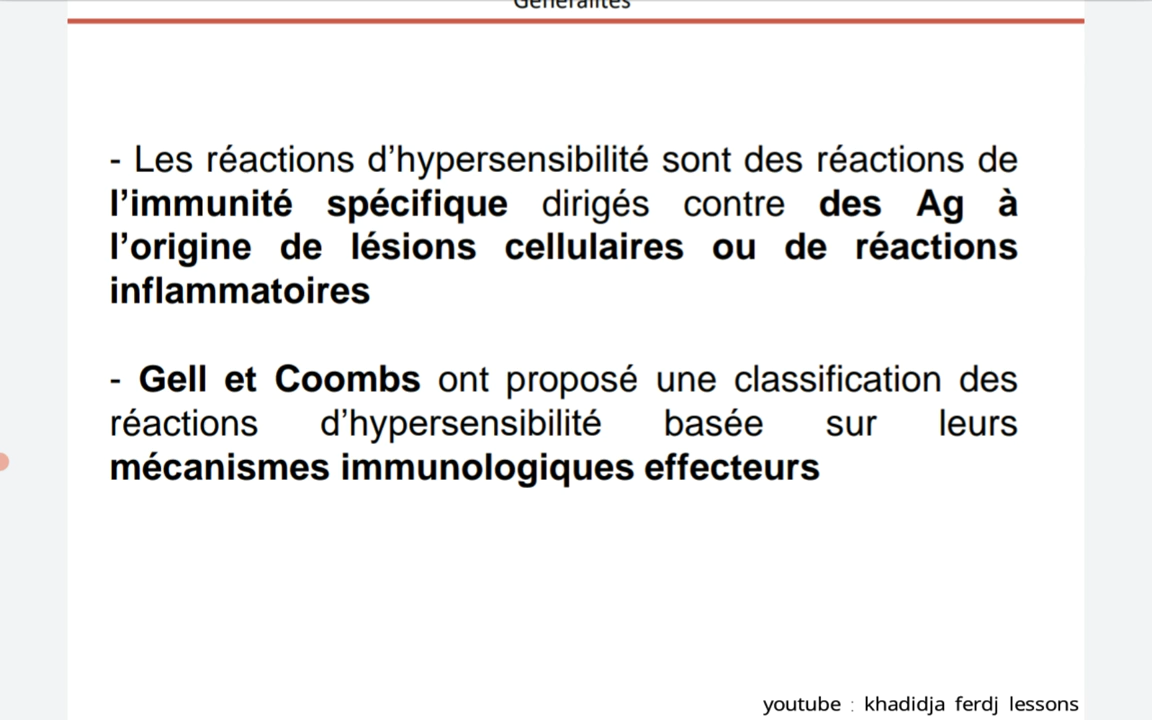 Généralités
- Les réactions d’hypersensibilité sont des réactions de
l’immunité spécifique dirigés contre des Ag à
l’origine de lésions cellulaires ou de réactions
inflammatoires
- Gell et Coombs ont proposé une classification des
réactions d’hypersensibilité basée sur leurs
mécanismes immunologiques effecteurs
youtube : khadidja ferdj lessons